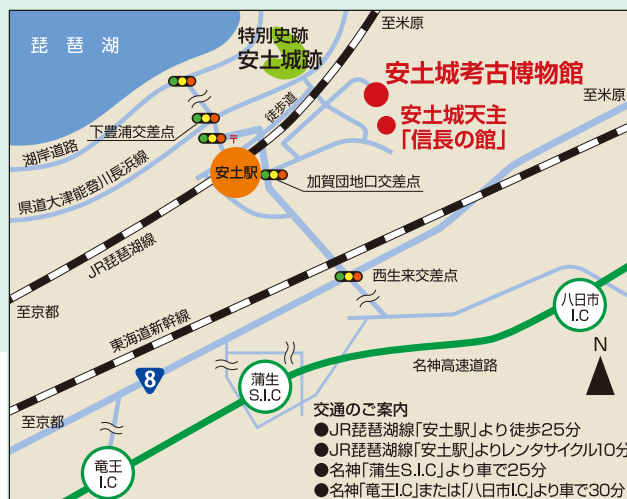 琵琶湖
特別史跡
安土城跡
至米原
安土城考古博物館
安土城天主
「信長の館」
至米原
徒歩道
下豊浦交差点
〒
湖岸道路
安土駅
加賀団地口交差点
県道大津能登川長浜線
JR琵琶湖線
西生来交差点
至京都
東海道新幹線
八日市
I.C
8
蒲生
S.I.C
名神高速道路
N
至京都
竜王
I.C
交通のご案内
●JR琵琶湖線「安土駅」より徒歩25分
●JR琵琶湖線「安土駅」よりレンタサイクル10分
●名神「蒲生S.I.C」より車で25分
●名神「竜王I.C」または「八日市I.C」より車で30分